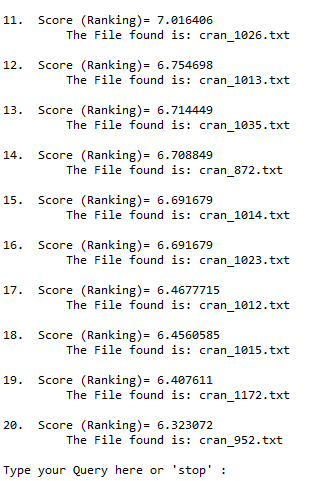 11.  Score (Ranking)= 7.016406
The File found is: cran_1026.txt
12.  Score (Ranking)= 6.754698
The File found is: cran_1013.txt
13.  Score (Ranking)= 6.714449
The File found is: cran_1035.txt
14.  Score (Ranking)= 6.708849
The File found is: cran_872.txt
15.  Score (Ranking)= 6.691679
The File found is: cran_1014.txt
16.  Score (Ranking)= 6.691679
The File found is: cran_1023.txt
17.  Score (Ranking)= 6.4677715
The File found is: cran_1012.txt
18.  Score (Ranking)= 6.4560585
The File found is: cran_1015.txt
19.  Score (Ranking)= 6.407611
The File found is: cran_1172.txt
20.  Score (Ranking)= 6.323072
The File found is: cran_952.txt
Type your Query here or 'stop' :